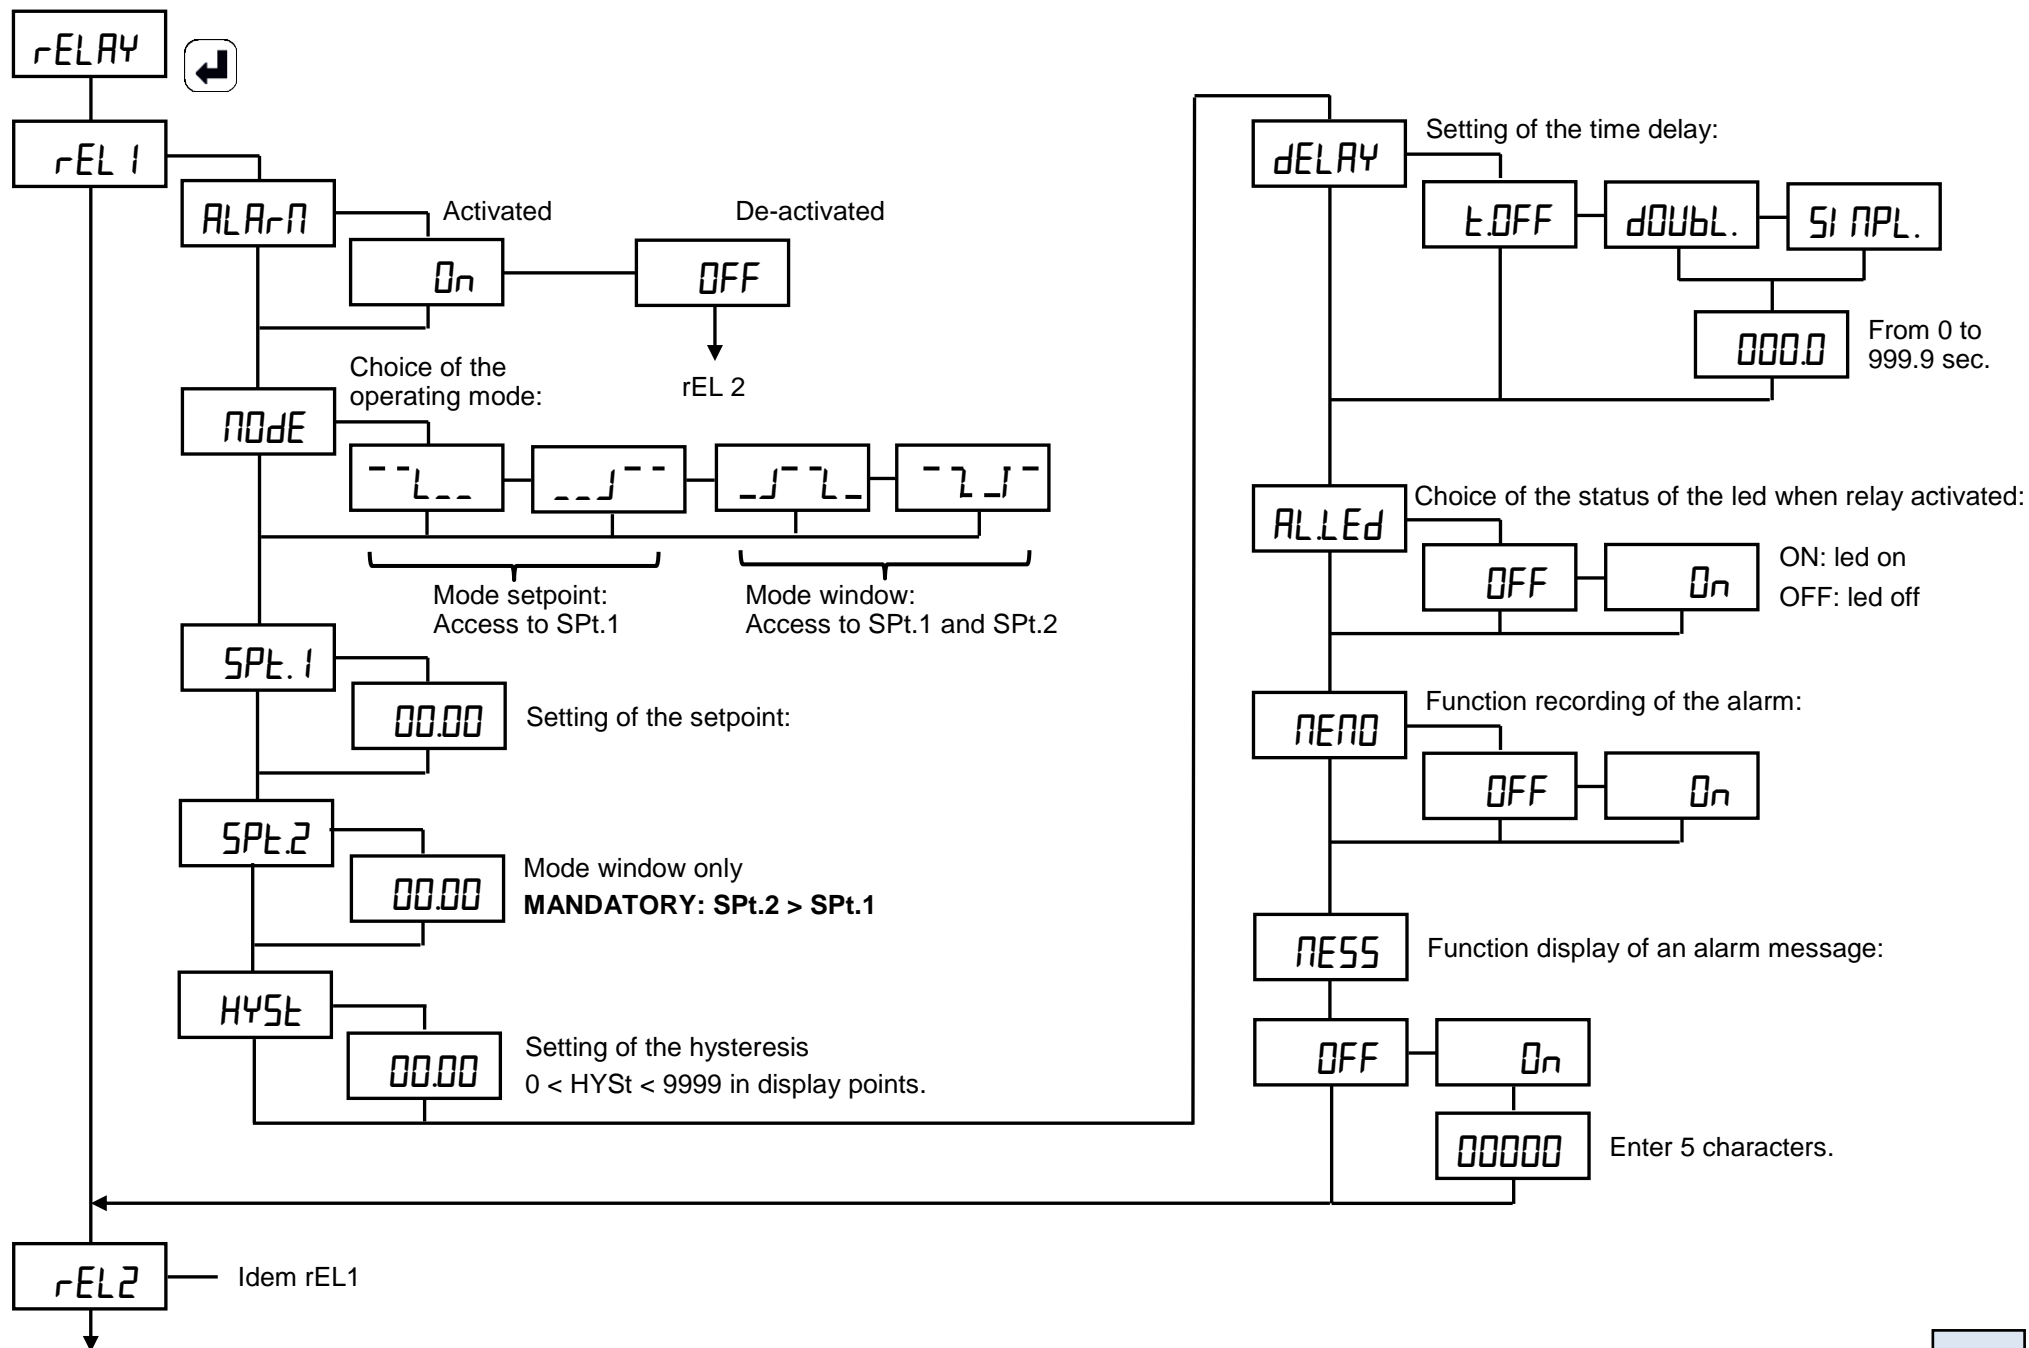 rELAY
rEL 1
ALArM
Activated
De-activated
On
OFF
rEL 2
Choice of the
operating mode:
MOdE
Mode setpoint:
Access to SPt.1
Mode window:
Access to SPt.1 and SPt.2
SPt. 1
00.00
Setting of the setpoint:
SPt.2
00.00
Mode window only
MANDATORY: SPt.2 > SPt.1
HYSt
00.00
Setting of the hysteresis
0 < HYSt < 9999 in display points.
dELAY
Setting of the time delay:
t.OFF
dOUbL.
SIMPL.
000.0
From 0 to
999.9 sec.
AL.LEd
Choice of the status of the led when relay activated:
OFF
On
ON: led on
OFF: led off
MEMO
Function recording of the alarm:
OFF
On
MESS
Function display of an alarm message:
OFF
On
00000
Enter 5 characters.
rEL2
Idem rEL1